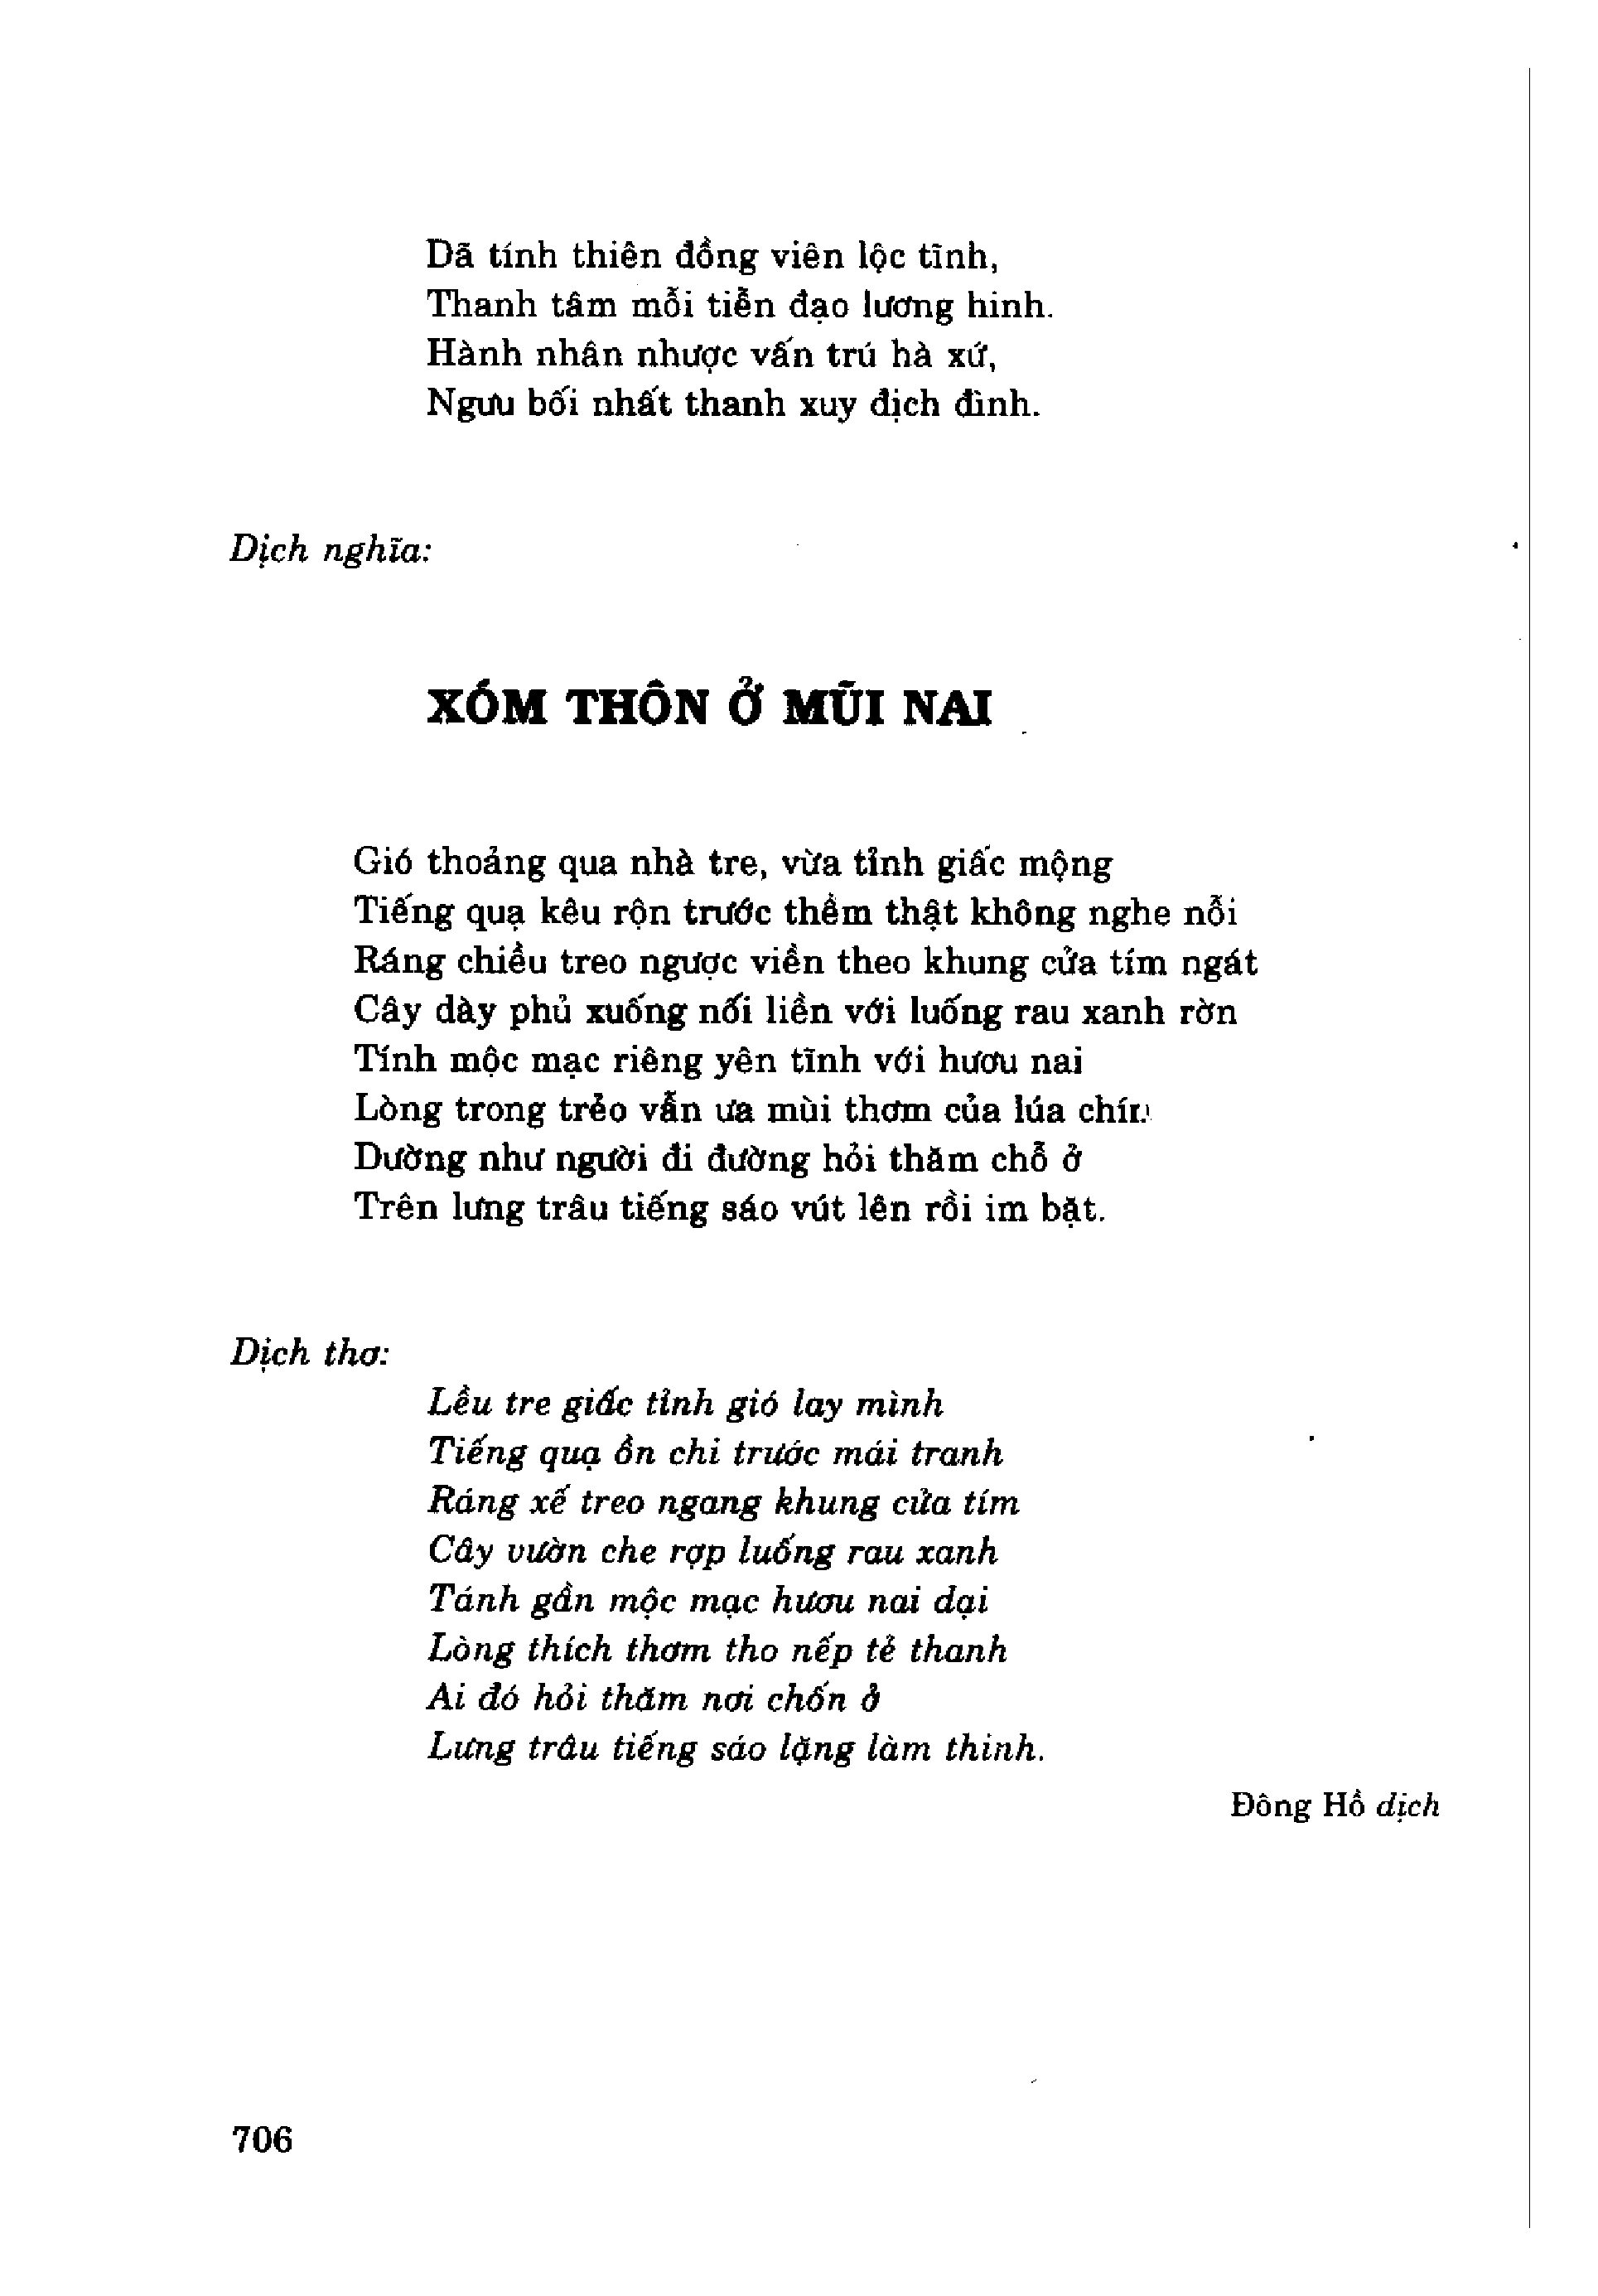 Dã tính thiên đồng viên lộc tĩnh,
Thanh tâm mỗi tiễn đạo lương hinh.
Hành nhân nhược vấn trú hà xứ,
Ngưu bối nhất thanh xuy địch đình.
Dịch nghĩa:
XÓM THÔN Ở MŨI NAI
Gió thoảng qua nhà tre, vừa tỉnh giấc mộng
Tiếng quạ kêu rộn trước thềm thật không nghe nỗi
Ráng chiều treo ngược viền theo khung cửa tím ngát
Cây dày phủ xuống nối liền với luống rau xanh rờn
Tính mộc mạc riêng yên tĩnh với hươu nai
Lòng trong trẻo vẫn ưa mùi thơm của lúa chín
Dường như người đi đường hỏi thăm chỗ ở
Trên lưng trâu tiếng sáo vút lên rồi im bặt.
Dịch thơ:
Lều tre giấc tỉnh gió lay mình
Tiếng quạ ồn chi trước mái tranh
Ráng xế treo ngang khung cửa tím
Cây vườn che rợp luống rau xanh
Tánh gần mộc mạc hươu nai dại
Lòng thích thơm tho nếp tẻ thanh
Ai đó hỏi thăm nơi chốn ở
Lưng trâu tiếng sáo lặng làm thinh.
Đông Hồ dịch
706